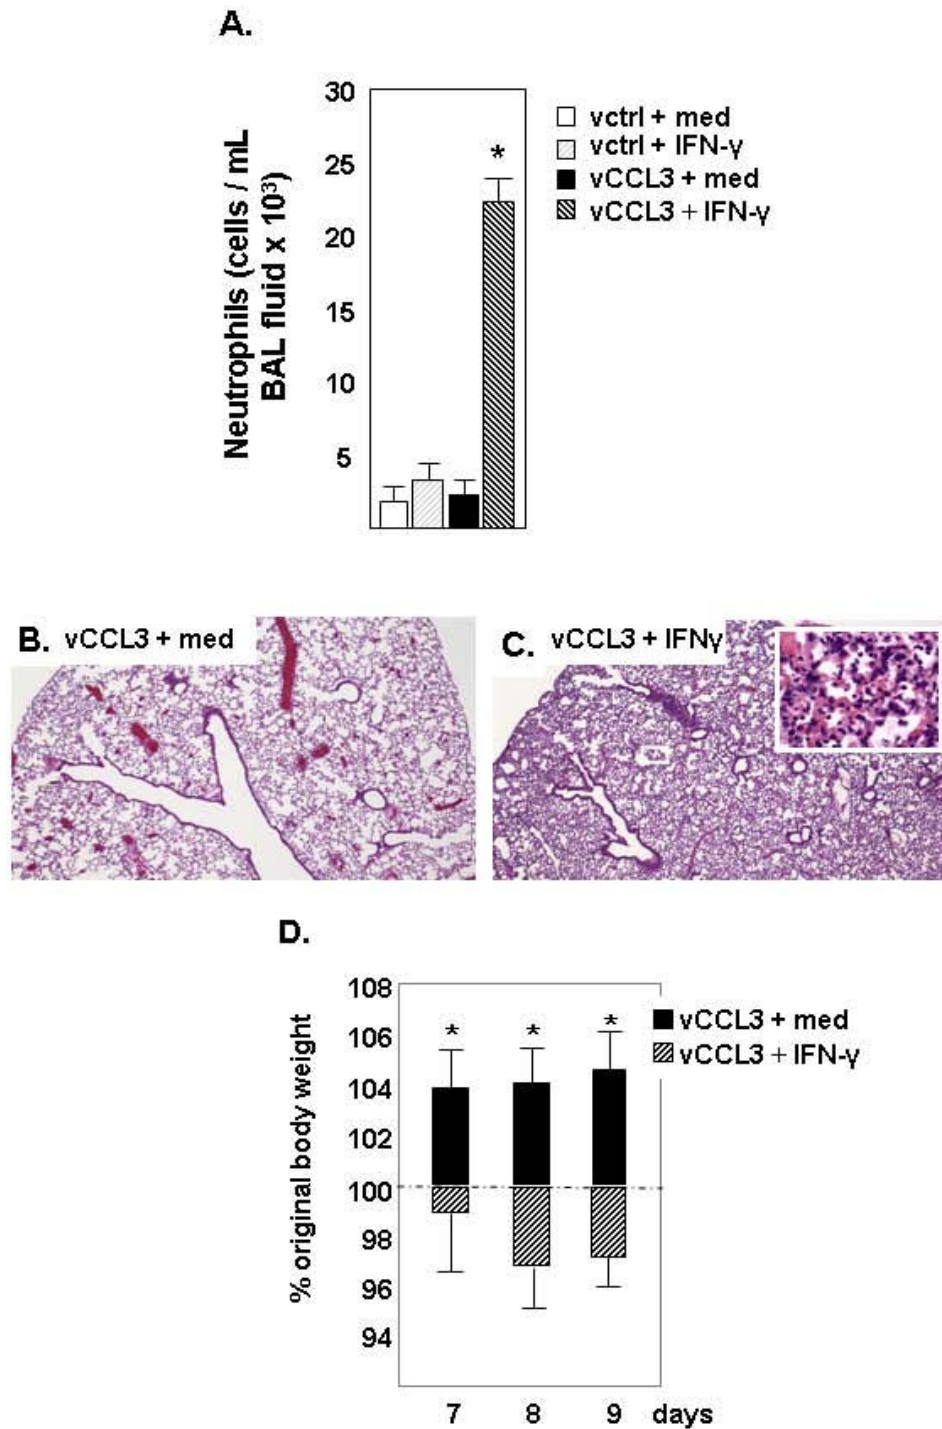 A.
Neutrophils (cells / mL
BAL fluid x 10³)
30
25
20
15
10
5
*
vctrl + med
vctrl + IFN-γ
vCCL3 + med
vCCL3 + IFN-γ
B. vCCL3 + med
C. vCCL3 + IFNγ
D.
% original body weight
108
106
104
102
100
98
96
94
* * *
vCCL3 + med
vCCL3 + IFN-γ
7 8 9 days